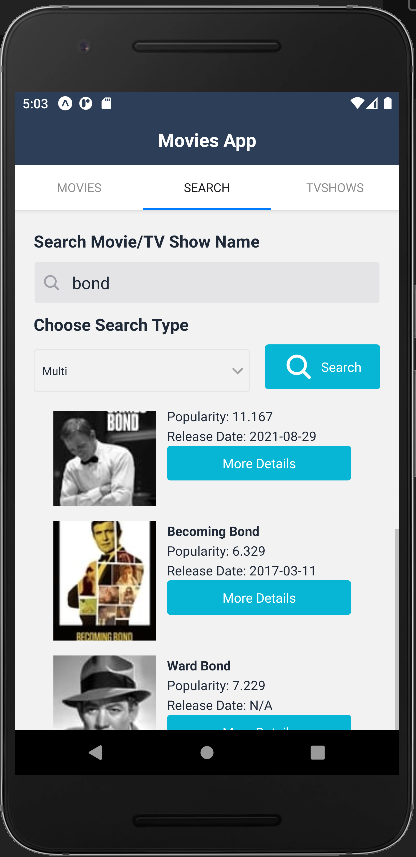 5:03
Movies App
MOVIES
SEARCH
TVSHOWS
Search Movie/TV Show Name
bond
Choose Search Type
Multi
Search
BOND
Popularity: 11.167
Release Date: 2021-08-29
More Details
Becoming Bond
Popularity: 6.329
Release Date: 2017-03-11
More Details
BECOMING BOND
Ward Bond
Popularity: 7.229
Release Date: N/A
More Details